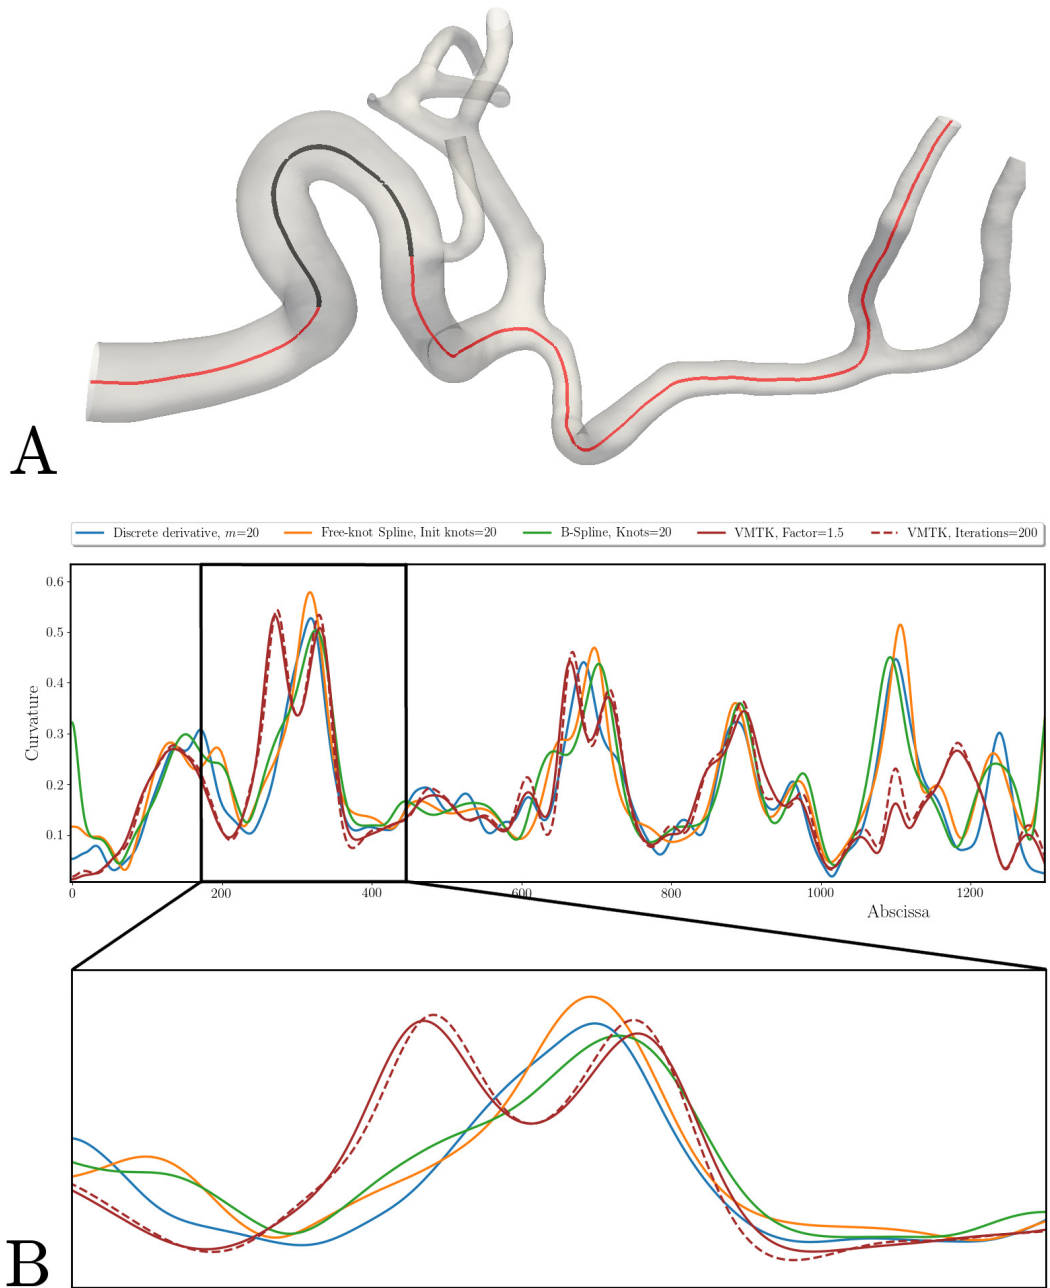 A
Discrete derivative, m=20 Free-knot Spline, Init knots=20 B-Spline, Knots=20 VMTK, Factor=1.5 VMTK, Iterations=200
0.6
0.5
0.4
0.3
0.2
0.1
Curvature
0 200 400 600 800 1000 1200
Abscissa
B